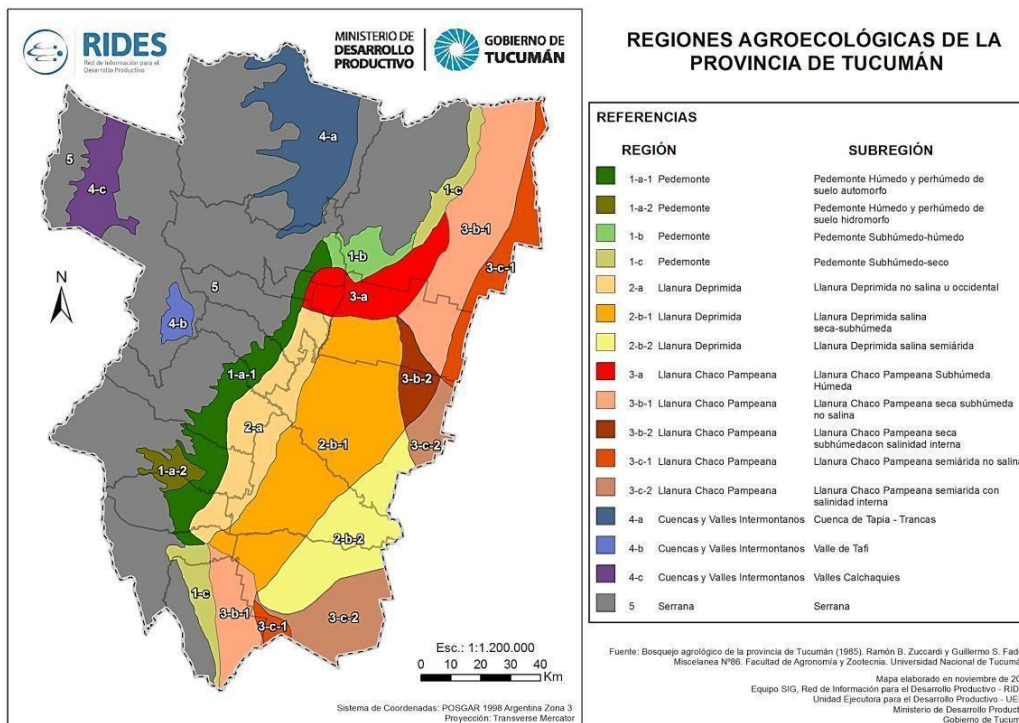 RIDES
Red de Información para el
Desarrollo Productivo
MINISTERIO DE
DESARROLLO
PRODUCTIVO
GOBIERNO DE
TUCUMÁN
4-a
5
4-c
1-c
3-b-1
1-b
3-c-1
N
5
3-a
4-b
1-a-1
3-b-2
2-a
2-b-1
3-c-2
1-a-2
2-b-2
1-c
3-b-1
3-c-1
3-c-2
Esc.: 1:1.200.000
0 10 20 30 40
Km
Sistema de Coordenadas: POSGAR 1998 Argentina Zona 3
Proyección: Transverse Mercator
REGIONES AGROECOLÓGICAS DE LA
PROVINCIA DE TUCUMÁN
REFERENCIAS
REGIÓN SUBREGIÓN
1-a-1 Pedemonte Pedemonte Húmedo y perhúmedo de
suelo automorfo
1-a-2 Pedemonte Pedemonte Húmedo y perhúmedo de
suelo hidromorfo
1-b Pedemonte Pedemonte Subhúmedo-húmedo
1-c Pedemonte Pedemonte Subhúmedo-seco
2-a Llanura Deprimida Llanura Deprimida no salina u occidental
2-b-1 Llanura Deprimida Llanura Deprimida salina
seca-subhúmeda
2-b-2 Llanura Deprimida Llanura Deprimida salina semiárida
3-a Llanura Chaco Pampeana Llanura Chaco Pampeana Subhúmeda
Húmeda
3-b-1 Llanura Chaco Pampeana Llanura Chaco Pampeana seca subhúmeda
no salina
3-b-2 Llanura Chaco Pampeana Llanura Chaco Pampeana seca
subhúmedacon salinidad interna
3-c-1 Llanura Chaco Pampeana Llanura Chaco Pampeana semiárida no salin
3-c-2 Llanura Chaco Pampeana Llanura Chaco Pampeana semiarida con
salinidad interna
4-a Cuencas y Valles Intermontanos Cuenca de Tapia - Trancas
4-b Cuencas y Valles Intermontanos Valle de Tafi
4-c Cuencas y Valles Intermontanos Valles Calchaquies
5 Serrana Serrana
Fuente: Bosquejo agrológico de la provincia de Tucumán (1985). Ramón B. Zuccardi y Guillermo S. Fad
Miscelanea Nº86. Facultad de Agronomía y Zootecnia. Universidad Nacional de Tucumá
Mapa elaborado en noviembre de 20
Equipo SIG, Red de Información para el Desarrollo Productivo - RID
Unidad Ejecutora para el Desarrollo Productivo - UE
Ministerio de Desarrollo Product
Gobierno de Tucum